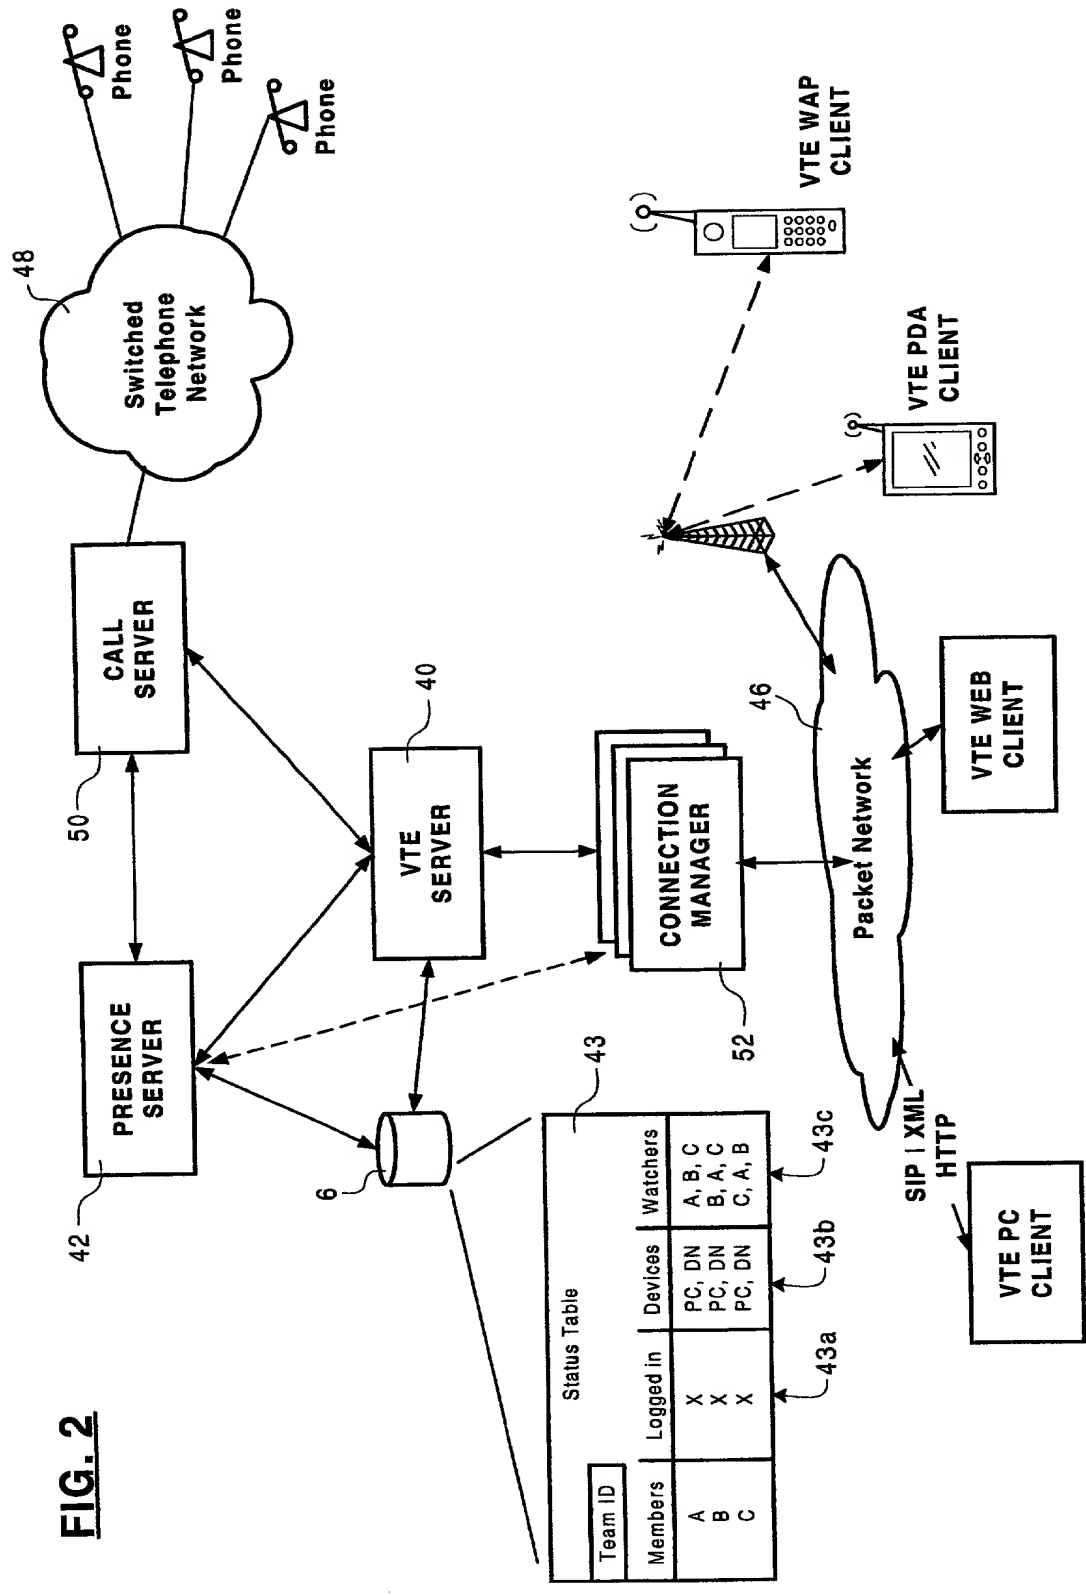 FIG. 2
42
PRESENCE
SERVER
50
CALL
SERVER
48
Switched
Telephone
Network
Phone
Phone
Phone
6
VTE
SERVER
40
CONNECTION
MANAGER
52
46
Packet Network
VTE WAP
CLIENT
VTE PDA
CLIENT
VTE WEB
CLIENT
SIP | XML
HTTP
VTE PC
CLIENT
43
Status Table
Team ID
Members Logged in Devices Watchers
A X PC, DN A, B, C
B X PC, DN B, A, C
C X PC, DN C, A, B
43a
43b
43c